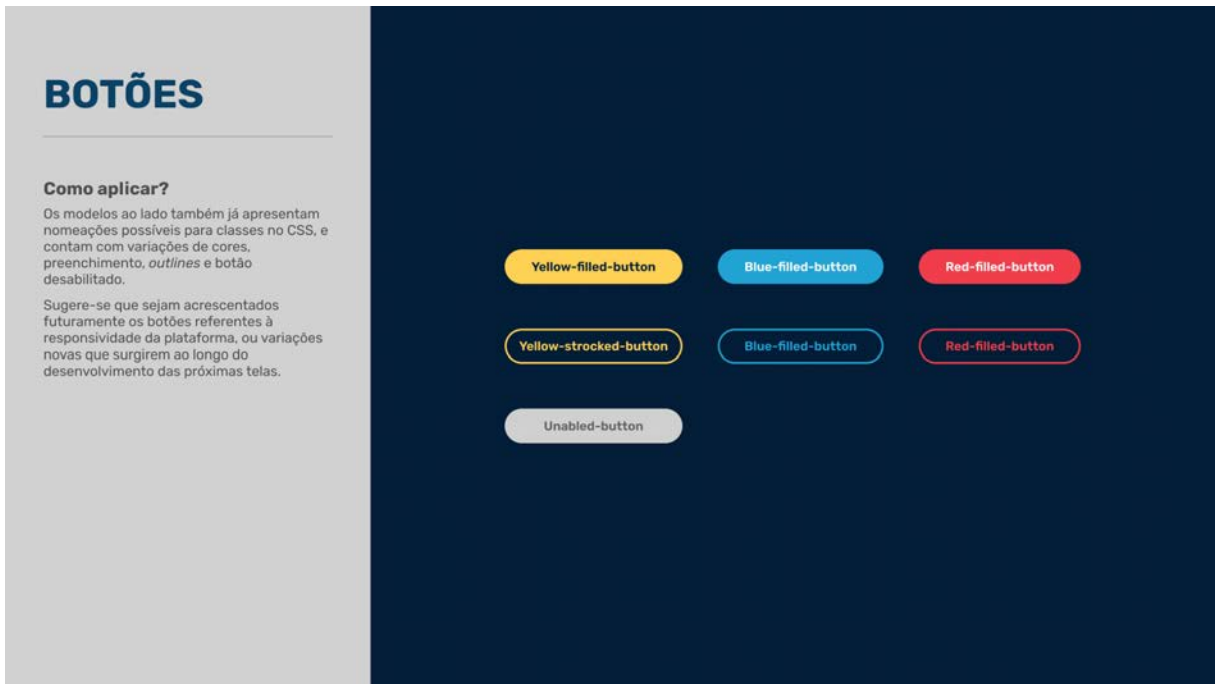 BOTÕES
Como aplicar?
Os modelos ao lado também já apresentam
nomeações possíveis para classes no CSS, e
contam com variações de cores,
preenchimento, outlines e botão
desabilitado.
Sugere-se que sejam acrescentados
futuramente os botões referentes à
responsividade da plataforma, ou variações
novas que surgirem ao longo do
desenvolvimento das próximas telas.
Yellow-filled-button
Blue-filled-button
Red-filled-button
Yellow-strocked-button
Blue-filled-button
Red-filled-button
Unabled-button